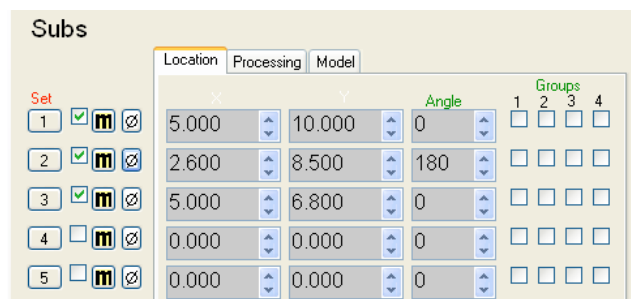 Subs
Location Processing Model
Set X Y Angle Groups
1 2 3 4
1 m ø 5.000 10.000 0
2 m ø 2.600 8.500 180
3 m ø 5.000 6.800 0
4 m ø 0.000 0.000 0
5 m ø 0.000 0.000 0